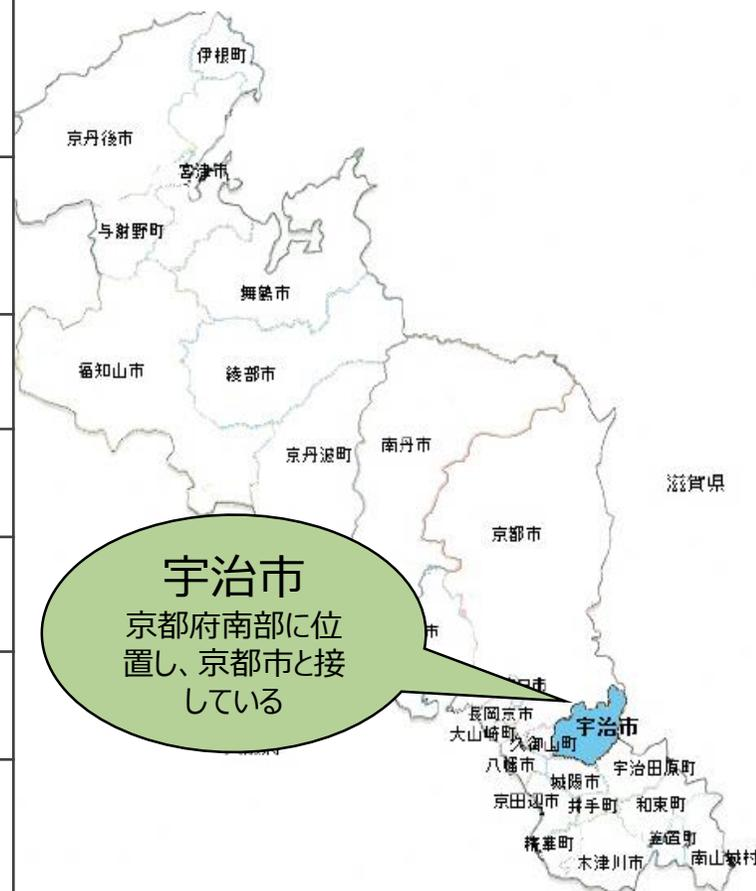 伊根町
京丹後市
宮津市
与謝野町
舞鶴市
福知山市
綾部市
京丹波町
南丹市
滋賀県
京都市
宇治市
京都府南部に位
置し、京都市と接
している
市
長岡京市
大山崎町
宇治市
久御山町
八幡市
宇治田原町
城陽市
京田辺市
井手町
和束町
精華町
笠置町
木津川市
南山城村